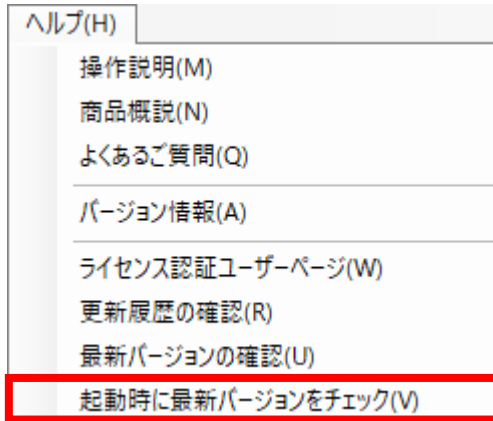 ヘルプ(H)
操作説明(M)
商品概説(N)
よくあるご質問(Q)
バージョン情報(A)
ライセンス認証ユーザーページ(W)
更新履歴の確認(R)
最新バージョンの確認(U)
起動時に最新バージョンをチェック(V)